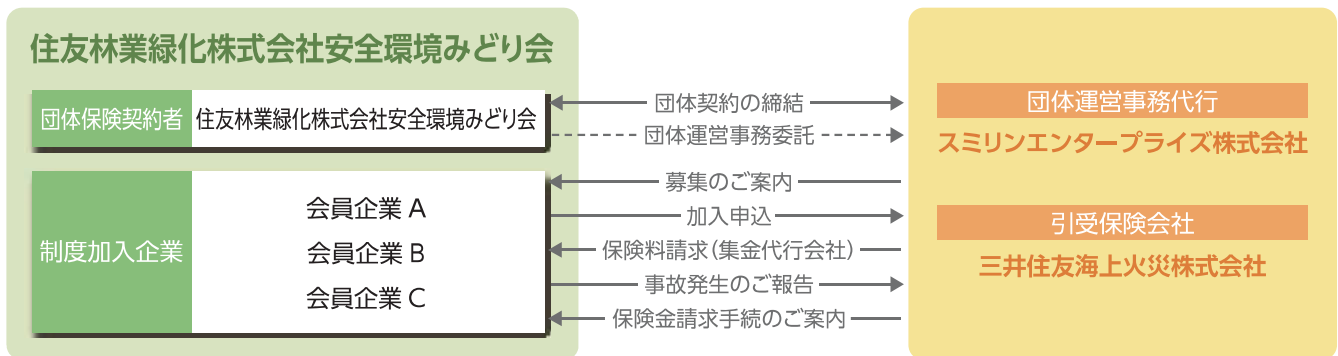 住友林業緑化株式会社安全環境みどり会
団体保険契約者
住友林業緑化株式会社安全環境みどり会
制度加入企業
会員企業 A
会員企業 B
会員企業 C
団体契約の締結
団体運営事務委託
募集のご案内
加入申込
保険料請求（集金代行会社）
事故発生のご報告
保険金請求手続のご案内
団体運営事務代行
スミリンエンタープライズ株式会社
引受保険会社
三井住友海上火災株式会社